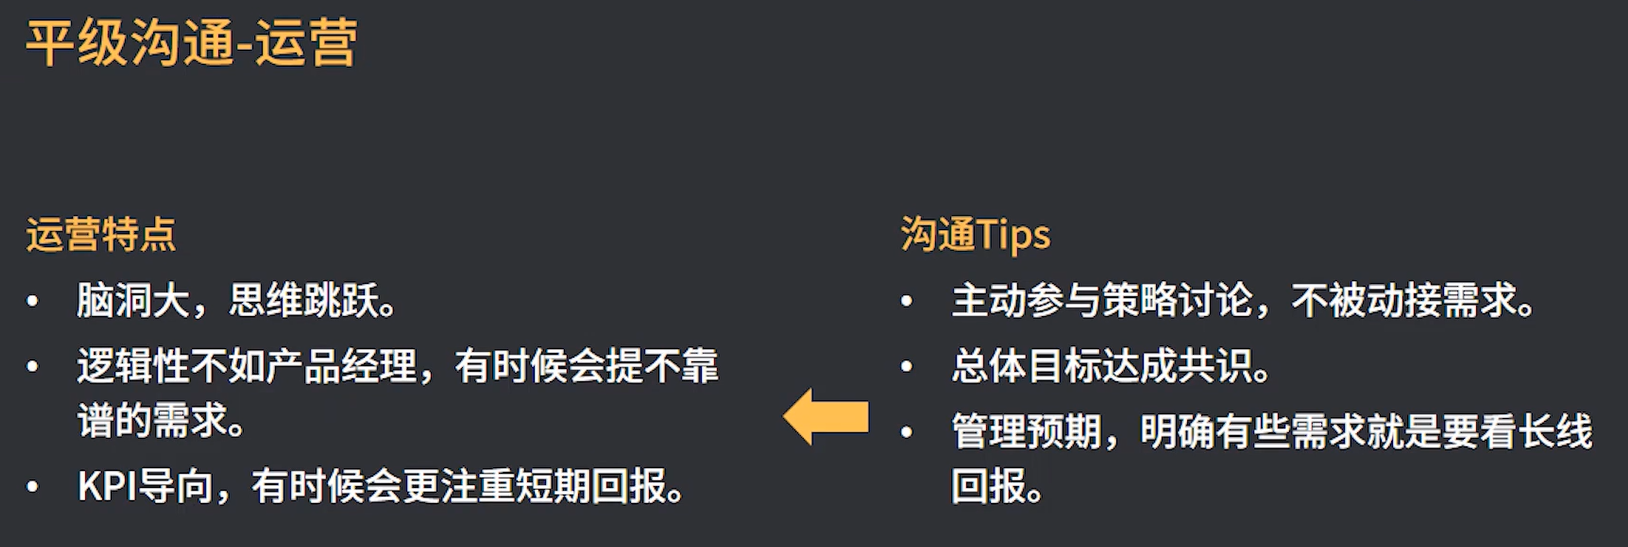 平级沟通-运营
运营特点
• 脑洞大，思维跳跃。
• 逻辑性不如产品经理，有时候会提不靠
谱的需求。
• KPI导向，有时候会更注重短期回报。
沟通Tips
• 主动参与策略讨论，不被动接需求。
• 总体目标达成共识。
• 管理预期，明确有些需求就是要看长线
回报。